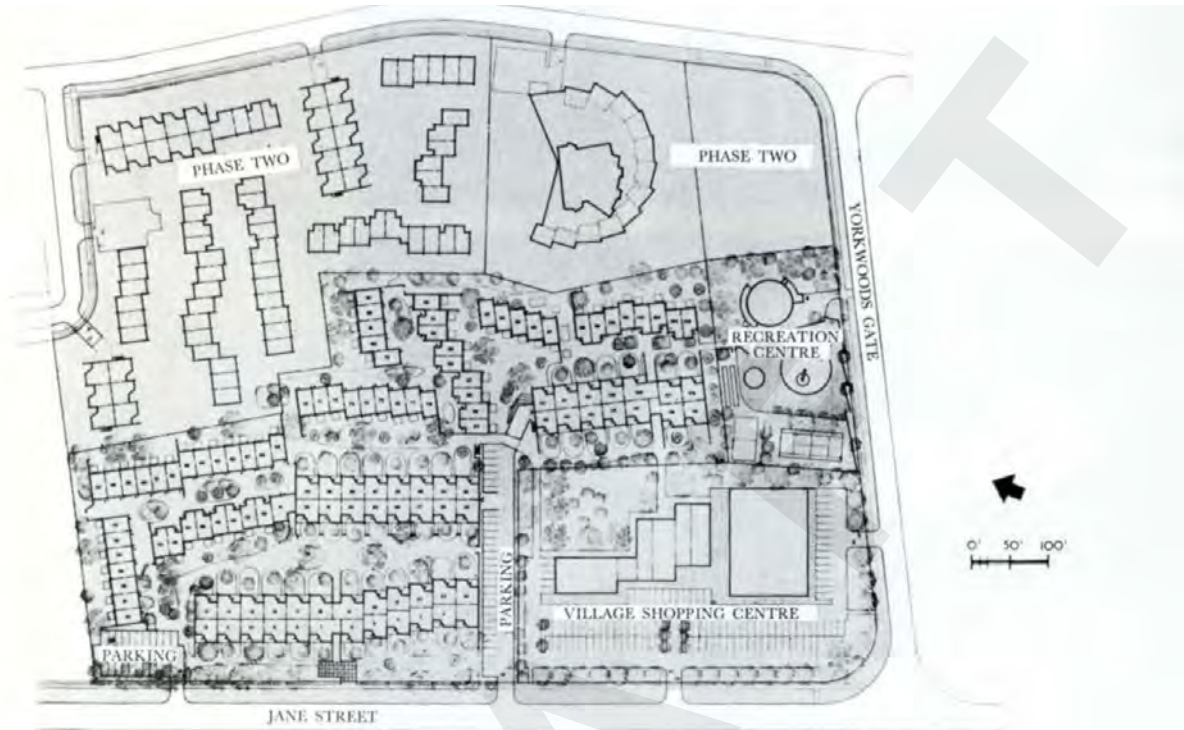 PHASE TWO
PHASE TWO
YORKWOODS GATE
RECREATION
CENTRE
0' 50' 100'
PARKING
VILLAGE SHOPPING CENTRE
PARKING
JANE STREET